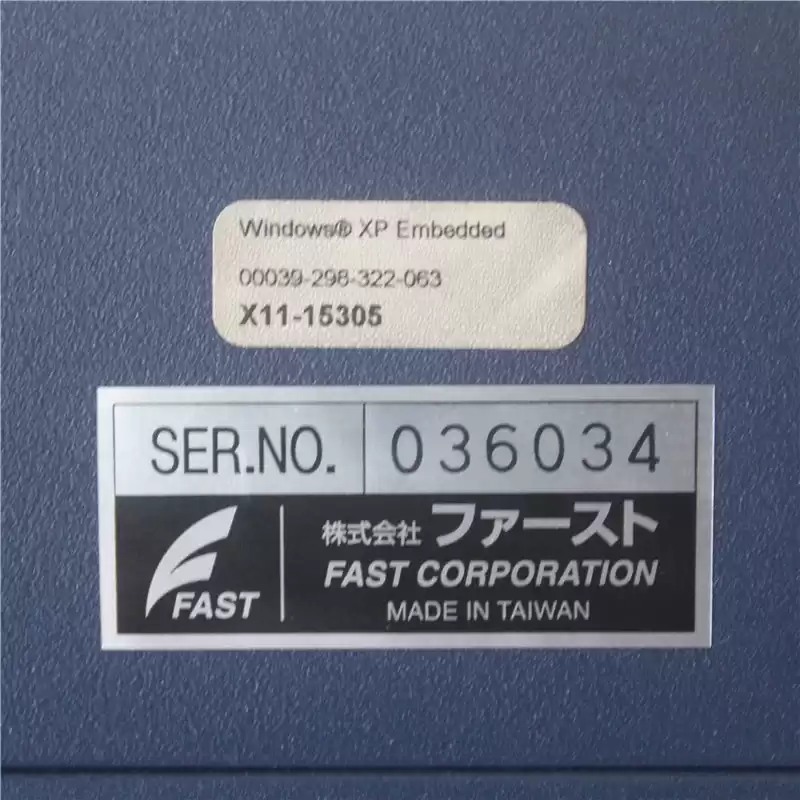 Windows® XP Embedded
00039-298-322-063
X11-15305
SER.NO. 036034
株式会社 ファースト
FAST CORPORATION
FAST
MADE IN TAIWAN